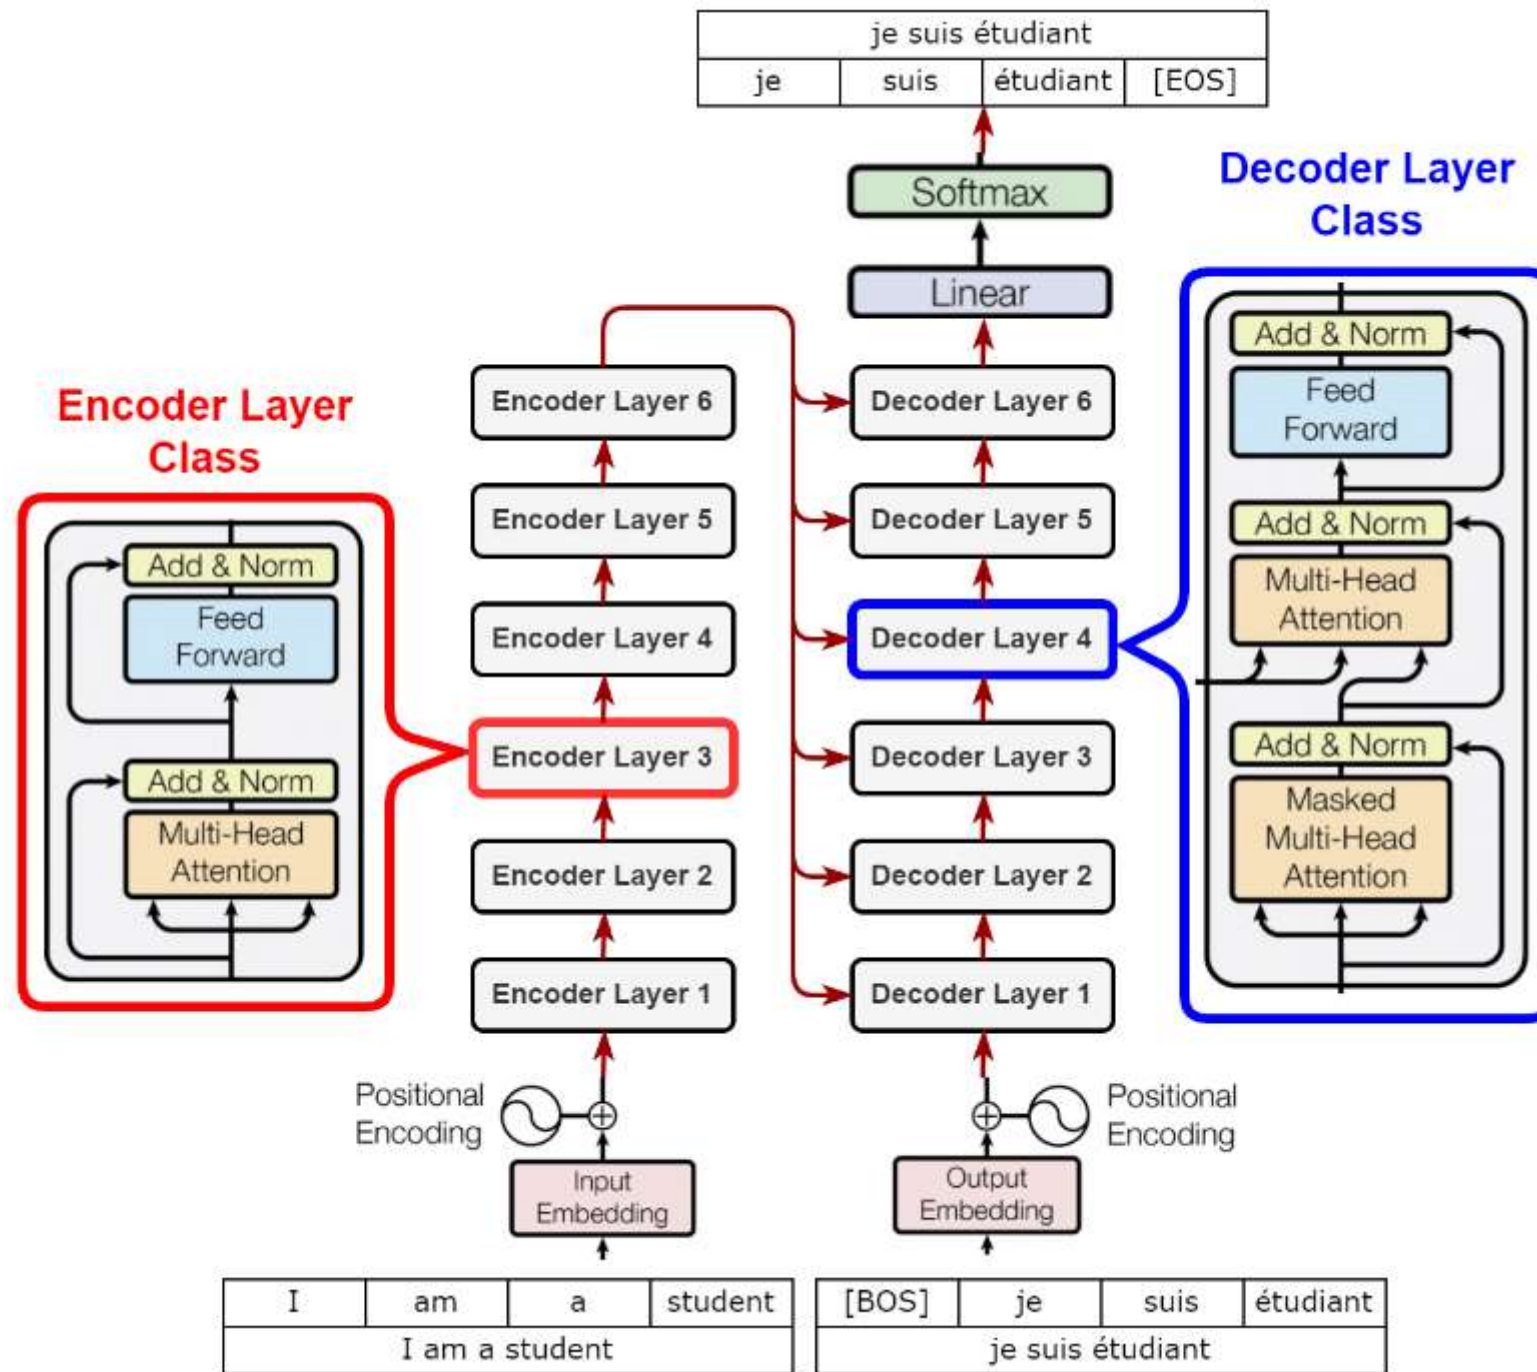 je suis étudiant
je suis étudiant [EOS]
Softmax
Linear
Decoder Layer
Class
Encoder Layer
Class
Add & Norm
Feed
Forward
Add & Norm
Multi-Head
Attention
Encoder Layer 6
Encoder Layer 5
Encoder Layer 4
Encoder Layer 3
Encoder Layer 2
Encoder Layer 1
Decoder Layer 6
Decoder Layer 5
Decoder Layer 4
Decoder Layer 3
Decoder Layer 2
Decoder Layer 1
Add & Norm
Feed
Forward
Add & Norm
Multi-Head
Attention
Add & Norm
Masked
Multi-Head
Attention
Positional
Encoding
Input
Embedding
Positional
Encoding
Output
Embedding
I am a student
I am a student
[BOS] je suis étudiant
je suis étudiant